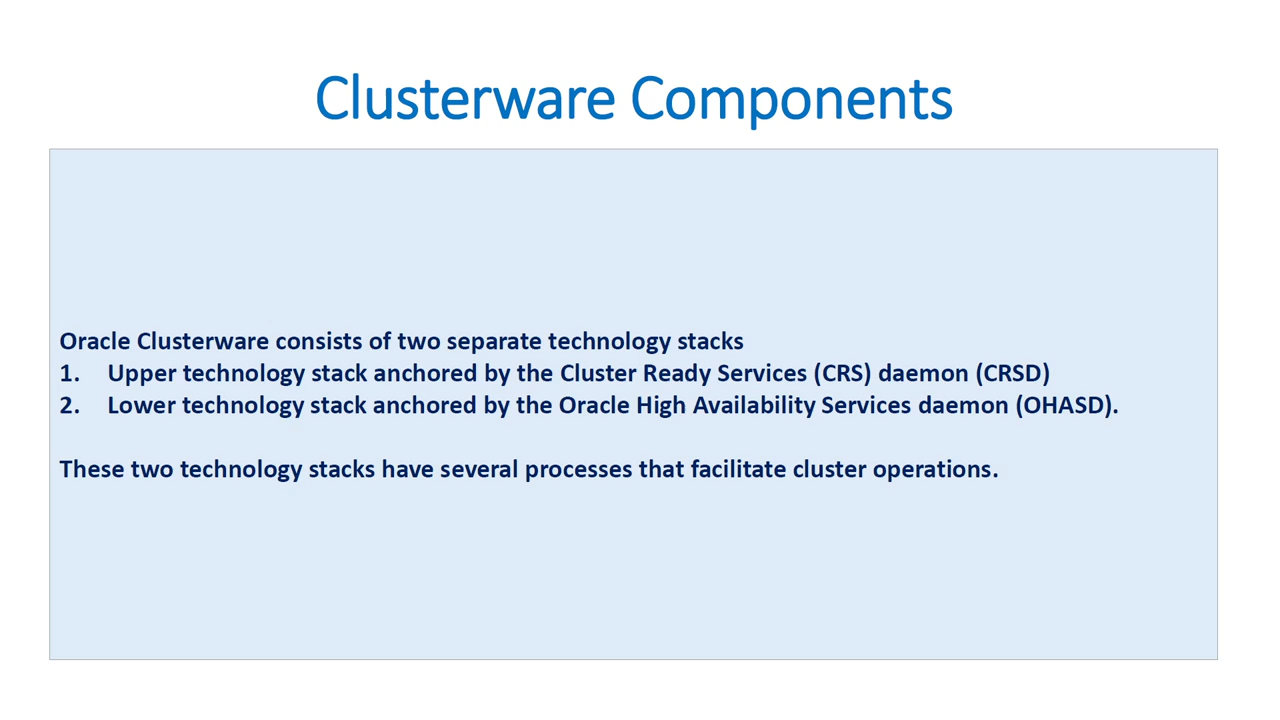 Clusterware Components
Oracle Clusterware consists of two separate technology stacks
1. Upper technology stack anchored by the Cluster Ready Services (CRS) daemon (CRSD)
2. Lower technology stack anchored by the Oracle High Availability Services daemon (OHASD).
These two technology stacks have several processes that facilitate cluster operations.